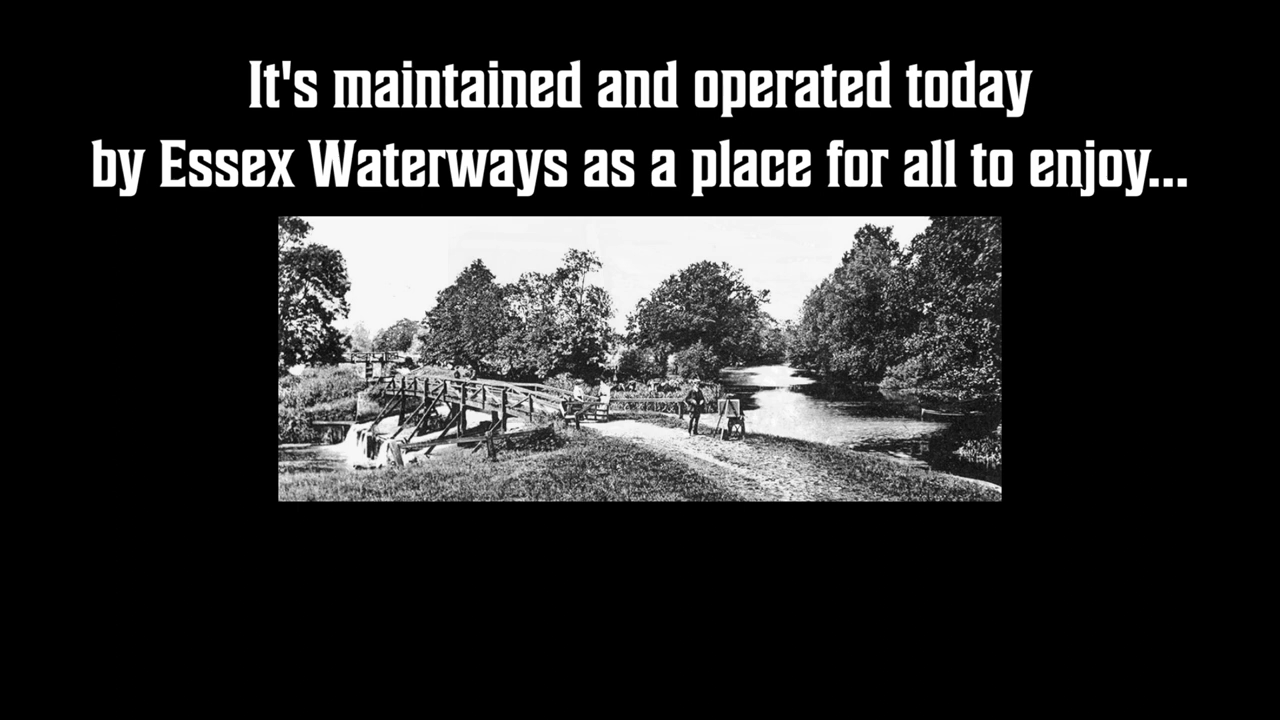 It's maintained and operated today
by Essex Waterways as a place for all to enjoy...